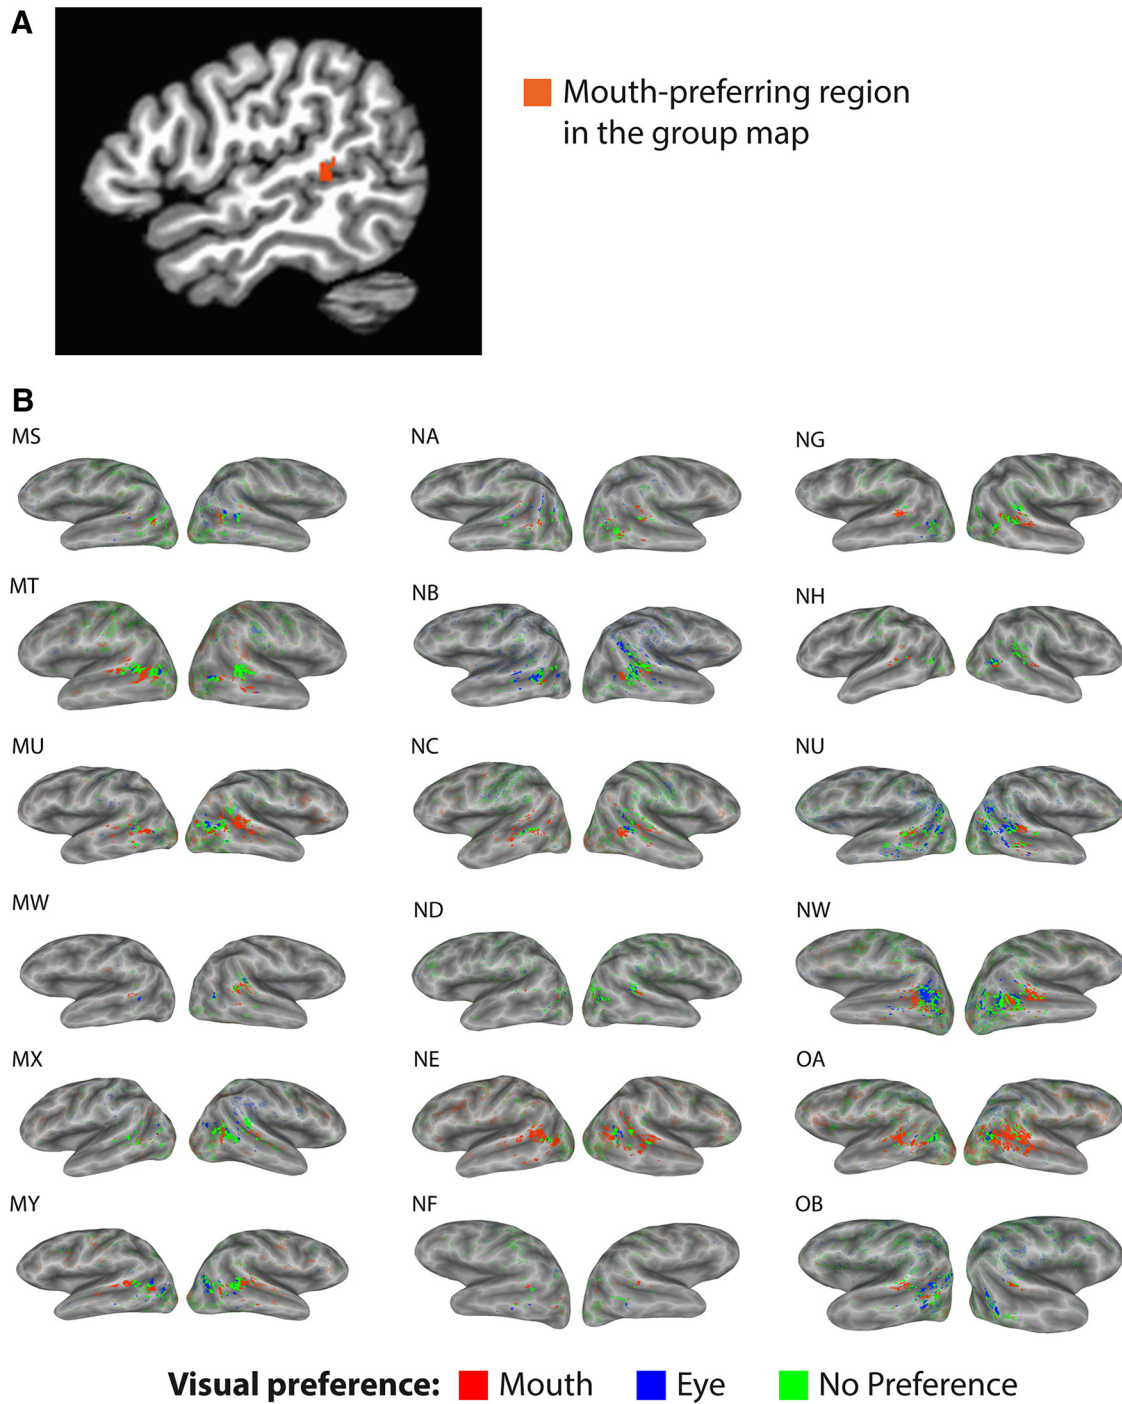 A
Mouth-preferring region
in the group map
B
MS
NA
NG
MT
NB
NH
MU
NC
NU
MW
ND
NW
MX
NE
OA
MY
NF
OB
Visual preference: Mouth Eye No Preference